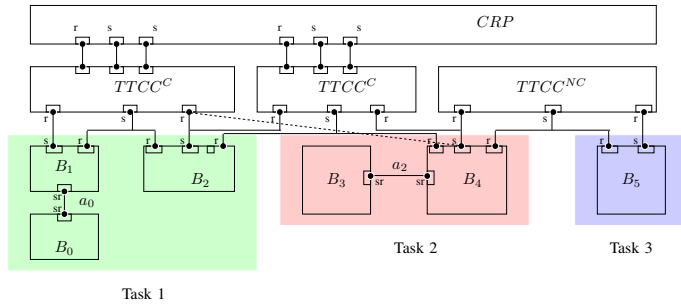 CRP
r s s r s s
TTCC^C TTCC^C TTCC^NC
r s r r s r r s r
s r r s r r s r r s
B_1 B_2 B_3 a_2 B_4 B_5
sr sr
sr a_0
sr
B_0
Task 2 Task 3
Task 1